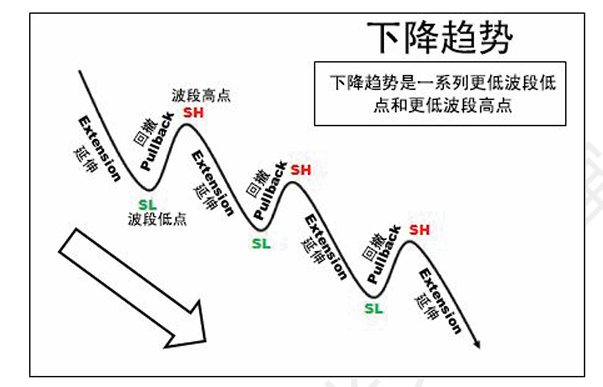 下降趋势
下降趋势是一系列更低波段低
点和更低波段高点
波段高点
SH
Extension
延伸
回撤
Pullback
SL
波段低点
Extension
延伸
回撤
Pullback
SH
SL
Extension
延伸
回撤
Pullback
SH
SL
Extension
延伸